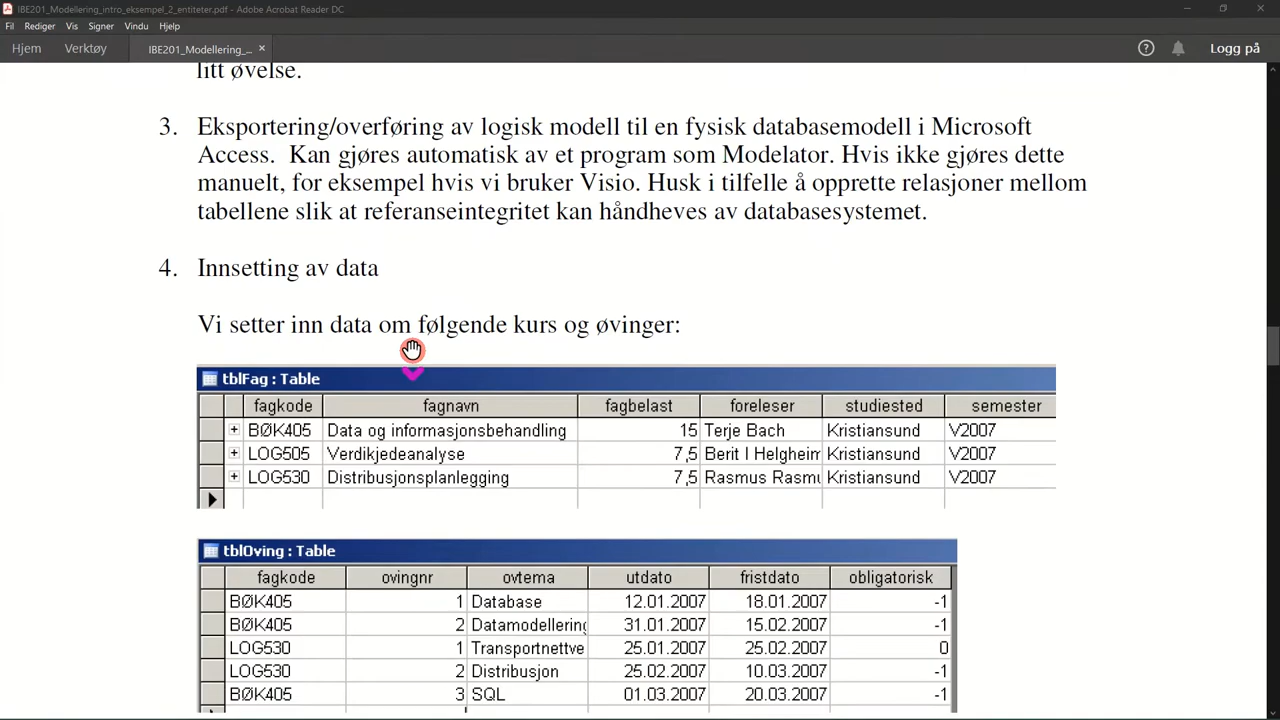 IBE201_Modellering_intro_eksempel_2_entiteter.pdf - Adobe Acrobat Reader DC
Fil Rediger Vis Signer Vindu Hjelp
Hjem Verktøy IBE201_Modellering_... × ? Logg på
litt øvelse.
3. Eksportering/overføring av logisk modell til en fysisk databasemodell i Microsoft
Access. Kan gjøres automatisk av et program som Modelator. Hvis ikke gjøres dette
manuelt, for eksempel hvis vi bruker Visio. Husk i tilfelle å opprette relasjoner mellom
tabellene slik at referanseintegritet kan håndheves av databasesystemet.
4. Innsetting av data
Vi setter inn data om følgende kurs og øvinger:
tblFag : Table
fagkode fagnavn fagbelast foreleser studiested semester
BØK405 Data og informasjonsbehandling 15 Terje Bach Kristiansund V2007
LOG505 Verdikjedeanalyse 7,5 Berit I Helgheim Kristiansund V2007
LOG530 Distribusjonsplanlegging 7,5 Rasmus Rasmu Kristiansund V2007
tblOving : Table
fagkode ovingnr ovtema utdato fristdato obligatorisk
BØK405 1 Database 12.01.2007 18.01.2007 -1
BØK405 2 Datamodellering 31.01.2007 15.02.2007 -1
LOG530 1 Transportnettve 25.01.2007 25.02.2007 0
LOG530 2 Distribusjon 25.02.2007 10.03.2007 -1
BØK405 3 SQL 01.03.2007 20.03.2007 -1